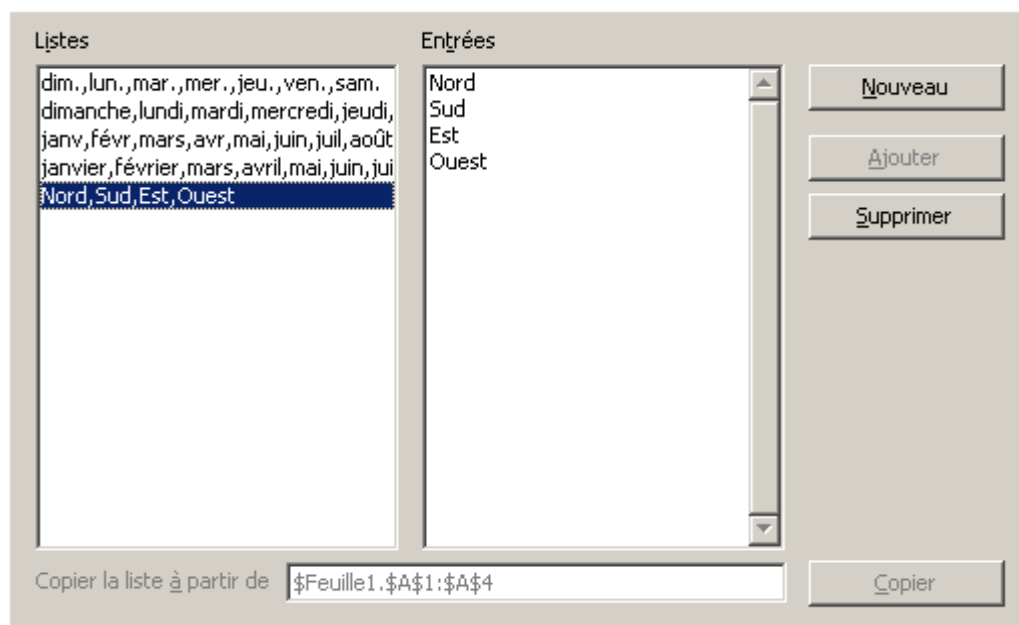 Listes
Entrées
dim.,lun.,mar.,mer.,jeu.,ven.,sam.
dimanche,lundi,mardi,mercredi,jeudi,
janv,févr,mars,avr,mai,juin,juil,août
janvier,février,mars,avril,mai,juin,jui
Nord,Sud,Est,Ouest
Nord
Sud
Est
Ouest
Nouveau
Ajouter
Supprimer
Copier la liste à partir de
$Feuille1.$A$1:$A$4
Copier